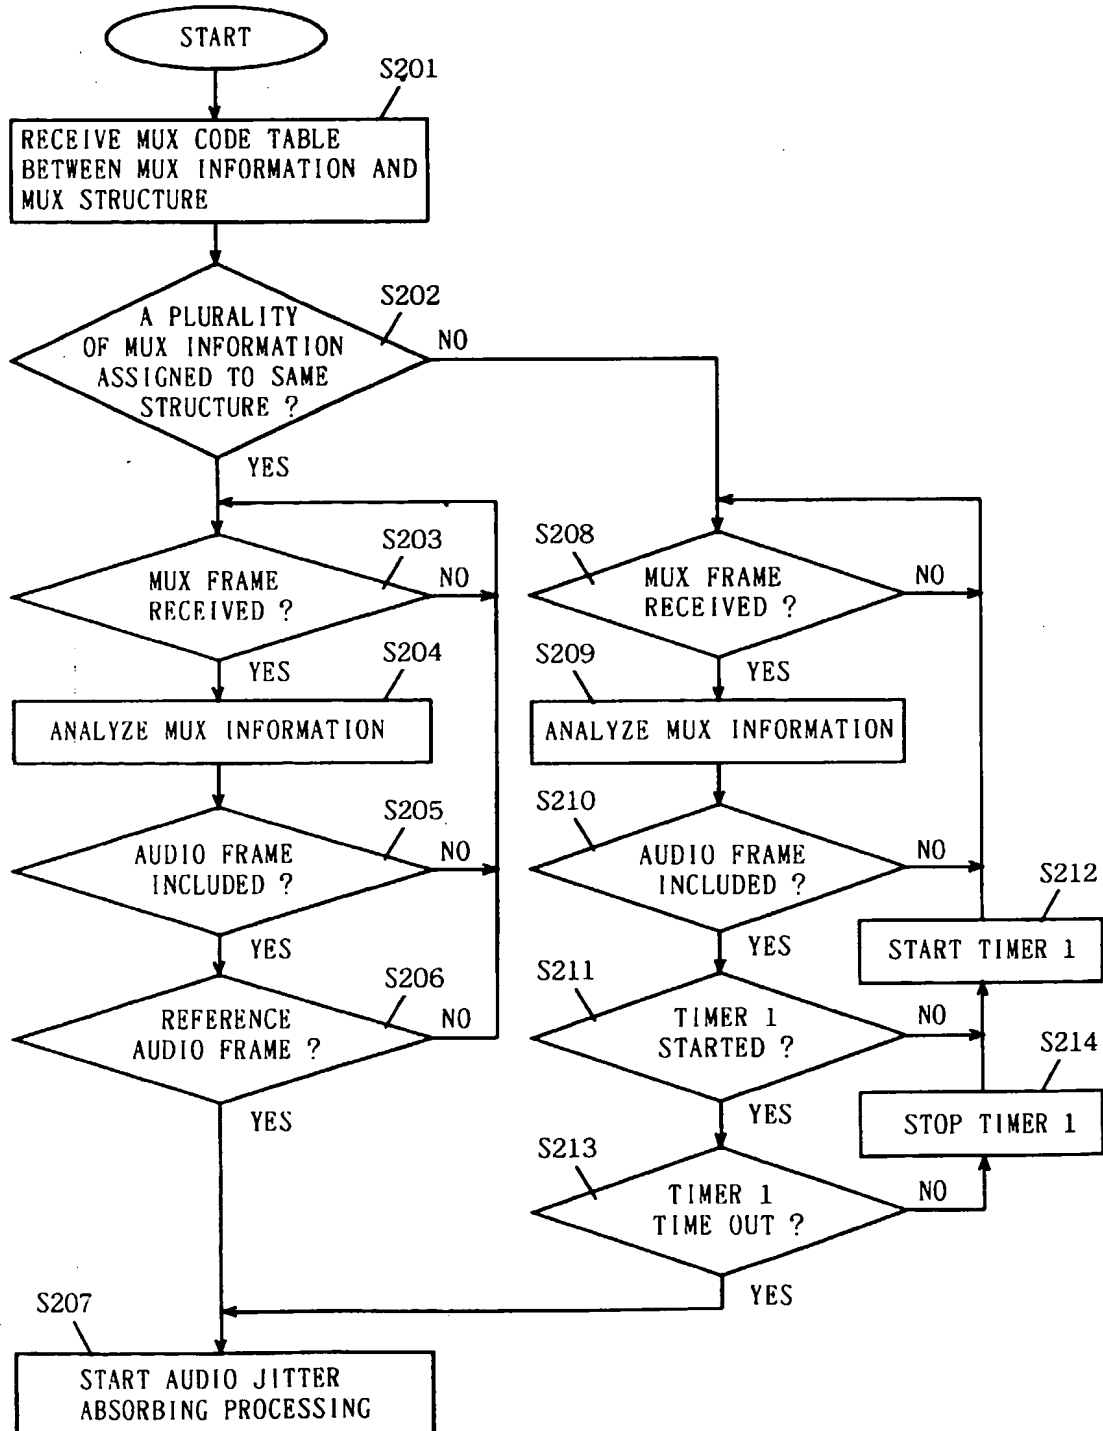 START
S201
RECEIVE MUX CODE TABLE
BETWEEN MUX INFORMATION AND
MUX STRUCTURE
S202
A PLURALITY
OF MUX INFORMATION
ASSIGNED TO SAME
STRUCTURE ?
NO
YES
S203
MUX FRAME
RECEIVED ?
NO
YES
S204
ANALYZE MUX INFORMATION
S205
AUDIO FRAME
INCLUDED ?
NO
YES
S206
REFERENCE
AUDIO FRAME ?
NO
YES
S208
MUX FRAME
RECEIVED ?
NO
YES
S209
ANALYZE MUX INFORMATION
S210
AUDIO FRAME
INCLUDED ?
NO
YES
S212
START TIMER 1
S211
TIMER 1
STARTED ?
NO
YES
S214
STOP TIMER 1
S213
TIMER 1
TIME OUT ?
NO
YES
S207
START AUDIO JITTER
ABSORBING PROCESSING